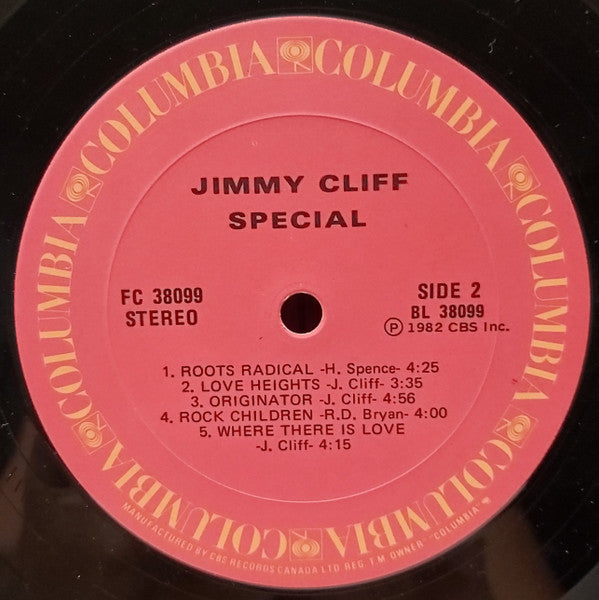 COLUMBIA COLUMBIA COLUMBIA COLUMBIA COLUMBIA COLUMBIA COLUMBIA COLUMBIA
JIMMY CLIFF
SPECIAL
FC 38099
STEREO
SIDE 2
BL 38099
Ⓟ 1982 CBS Inc.
1. ROOTS RADICAL -H. Spence- 4:25
2. LOVE HEIGHTS -J. Cliff- 3:35
3. ORIGINATOR -J. Cliff- 4:56
4. ROCK CHILDREN -R.D. Bryan- 4:00
5. WHERE THERE IS LOVE
-J. Cliff- 4:15
MANUFACTURED BY CBS RECORDS CANADA LTD REG T.M OWNER "COLUMBIA"